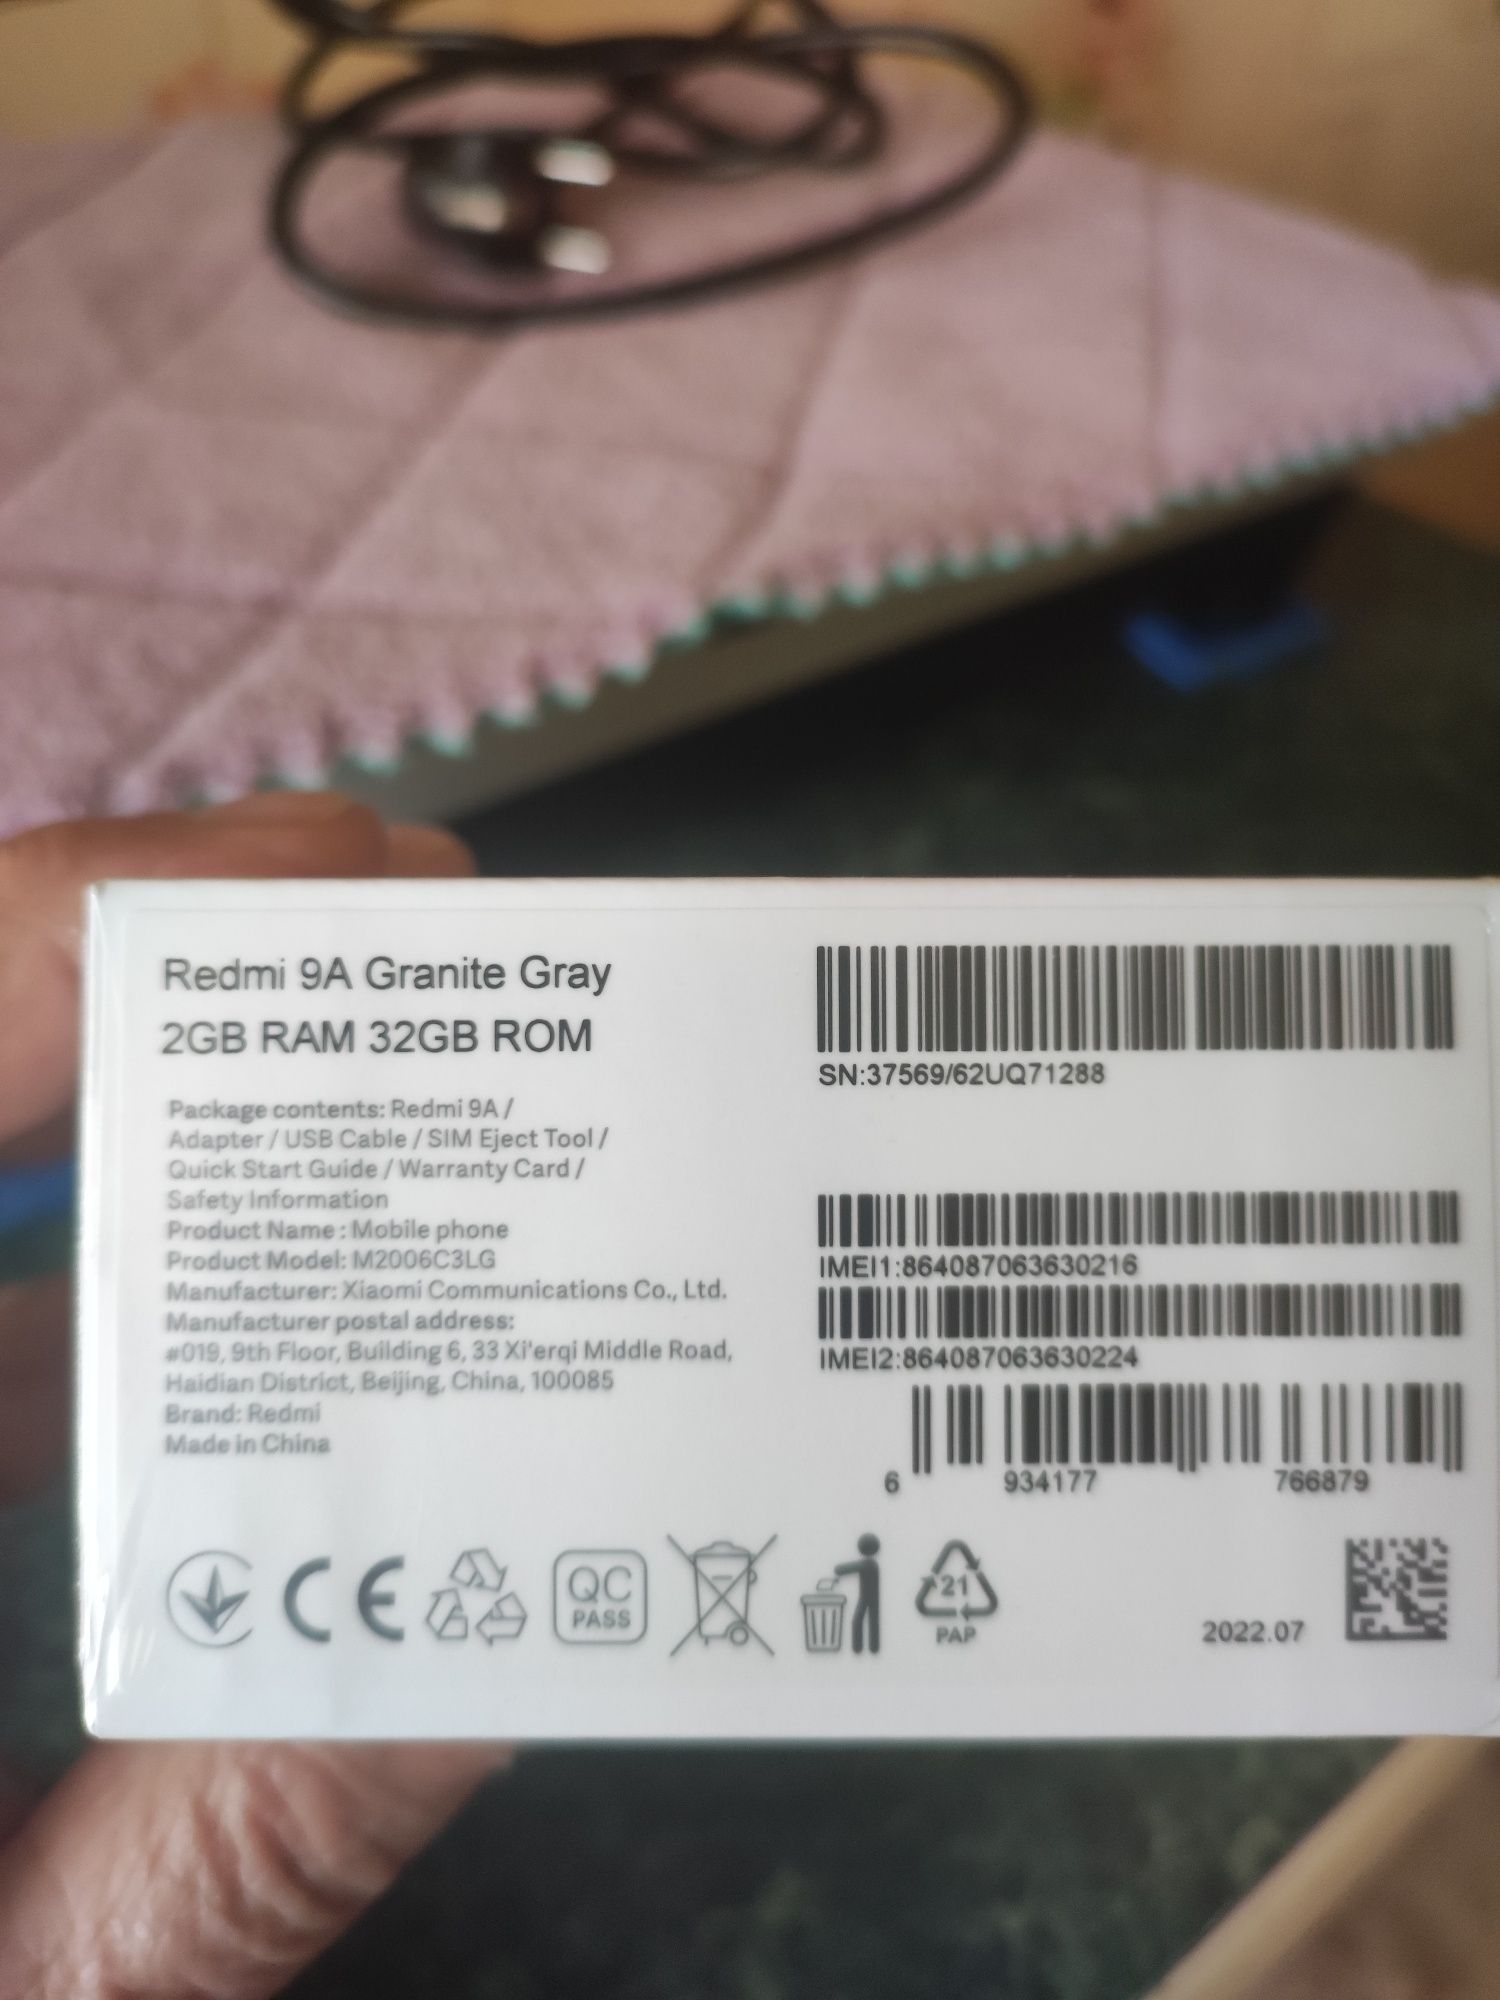 Redmi 9A Granite Gray
2GB RAM 32GB ROM
Package contents: Redmi 9A /
Adapter / USB Cable / SIM Eject Tool /
Quick Start Guide / Warranty Card /
Safety Information
Product Name : Mobile phone
Product Model: M2006C3LG
Manufacturer: Xiaomi Communications Co., Ltd.
Manufacturer postal address:
#019, 9th Floor, Building 6, 33 Xi'erqi Middle Road,
Haidian District, Beijing, China, 100085
Brand: Redmi
Made in China
SN:37569/62UQ71288
IMEI1:864087063630216
IMEI2:864087063630224
6 934177 766879
CE
QC
PASS
21
PAP
2022.07